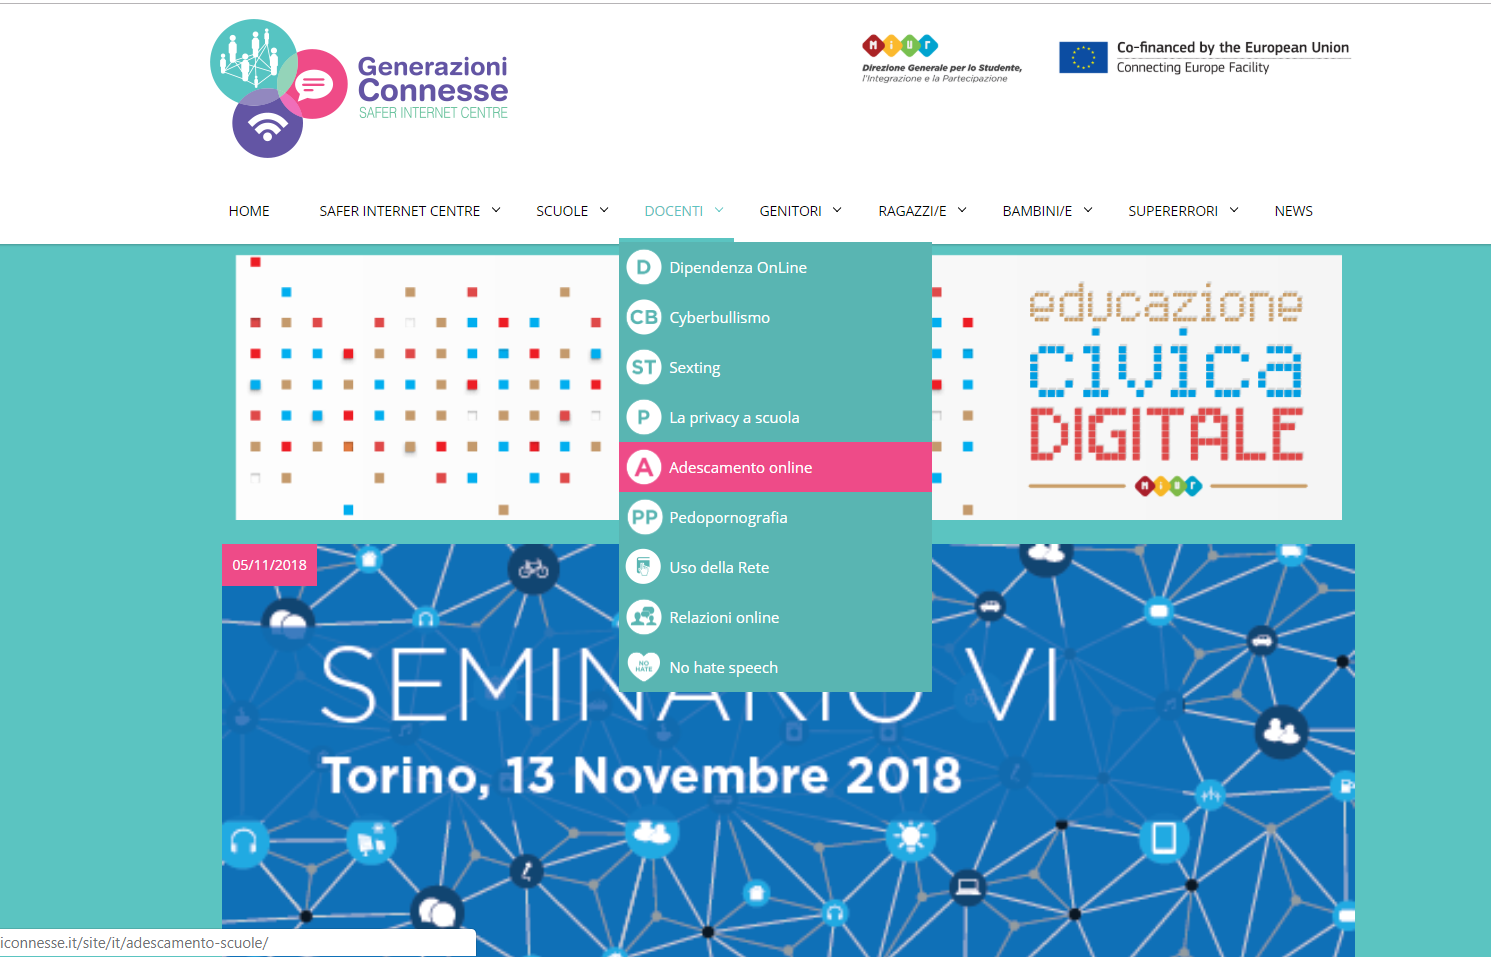 Generazioni
Connesse
SAFER INTERNET CENTRE
MIUR
Direzione Generale per lo Studente,
l'Integrazione e la Partecipazione
Co-financed by the European Union
Connecting Europe Facility
HOME SAFER INTERNET CENTRE SCUOLE DOCENTI GENITORI RAGAZZI/E BAMBINI/E SUPERERRORI NEWS
D Dipendenza OnLine
CB Cyberbullismo
ST Sexting
P La privacy a scuola
A Adescamento online
PP Pedopornografia
Uso della Rete
Relazioni online
NO HATE No hate speech
educazione
civica
DIGITALE
MIUR
05/11/2018
SEMINARIO VI
Torino, 13 Novembre 2018
iconnesse.it/site/it/adescamento-scuole/